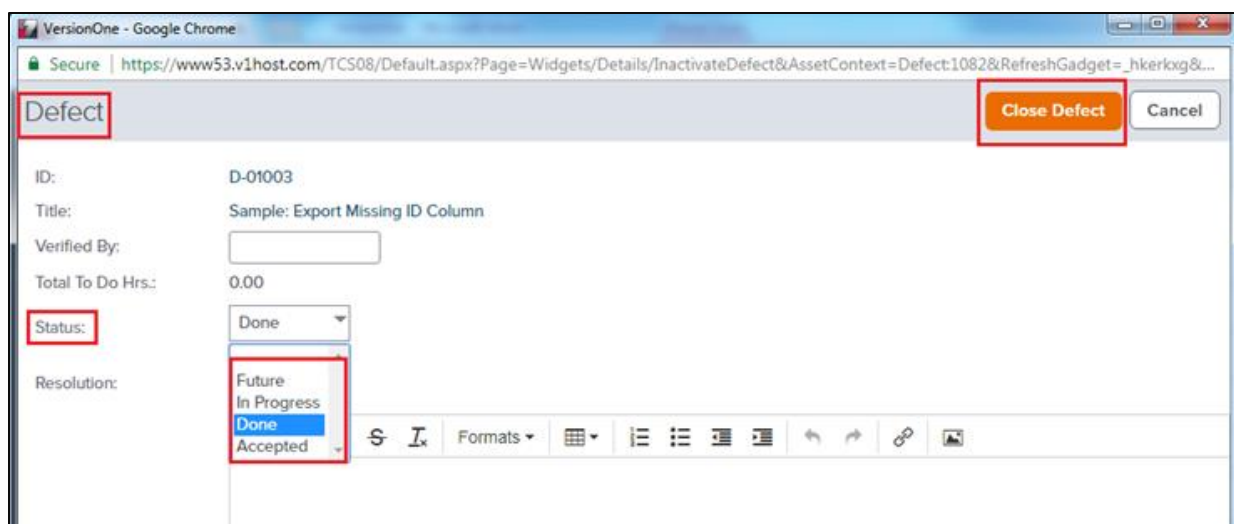 VersionOne - Google Chrome
Secure | https://www53.v1host.com/TCS08/Default.aspx?Page=Widgets/Details/InactivateDefect&AssetContext=Defect:1082&RefreshGadget=_hkerkxg&...
Defect Close Defect Cancel
ID: D-01003
Title: Sample: Export Missing ID Column
Verified By:
Total To Do Hrs.: 0.00
Status: Done
Resolution:
Future
In Progress
Done
Accepted
Formats